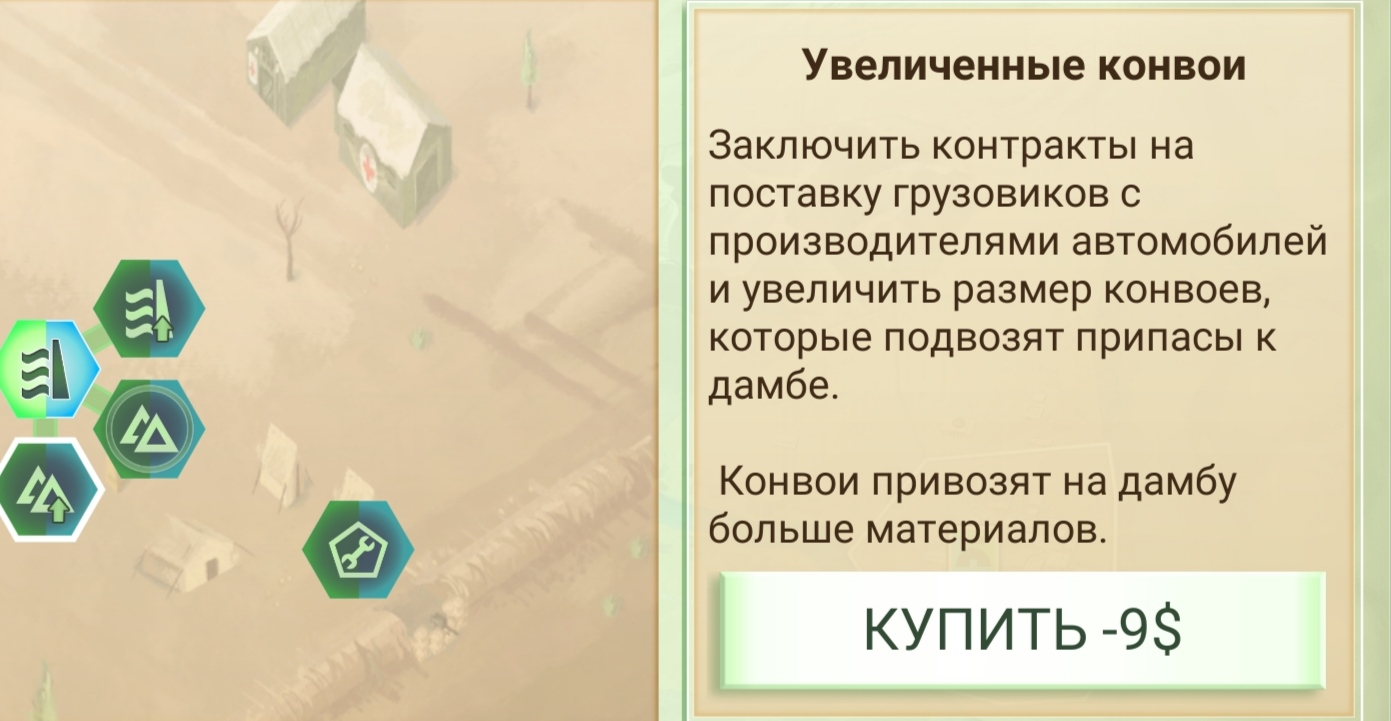 Увеличенные конвои
Заключить контракты на
поставку грузовиков с
производителями автомобилей
и увеличить размер конвоев,
которые подвозят припасы к
дамбе.
Конвои привозят на дамбу
больше материалов.
КУПИТЬ -9$